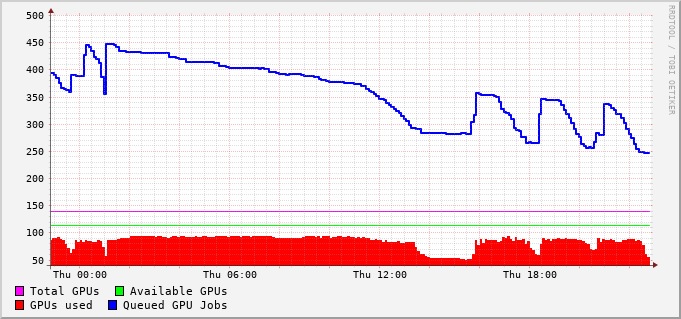 500
450
400
350
300
250
200
150
100
50
Thu 00:00 Thu 06:00 Thu 12:00 Thu 18:00
Total GPUs Available GPUs
GPUs used Queued GPU Jobs
RRDTOOL / TOBI OETIKER